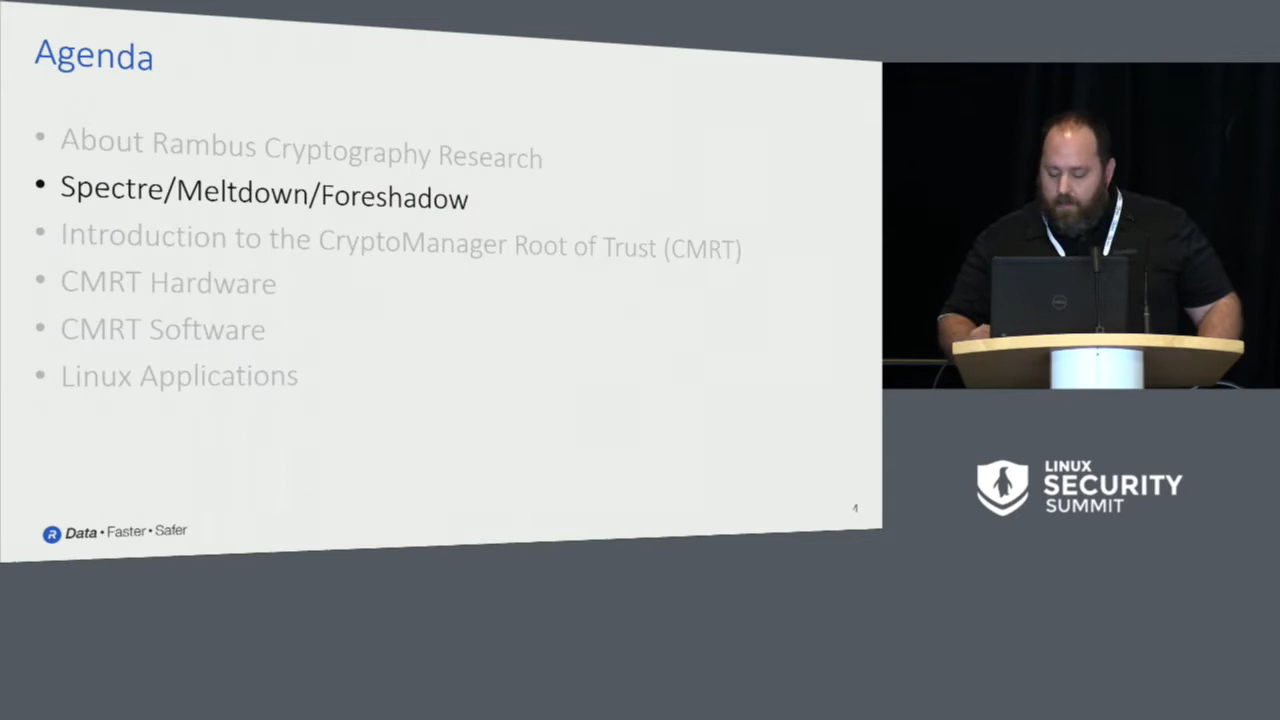 Agenda
• About Rambus Cryptography Research
• Spectre/Meltdown/Foreshadow
• Introduction to the CryptoManager Root of Trust (CMRT)
• CMRT Hardware
• CMRT Software
• Linux Applications
4
R Data • Faster • Safer
DELL
LINUX
SECURITY
SUMMIT